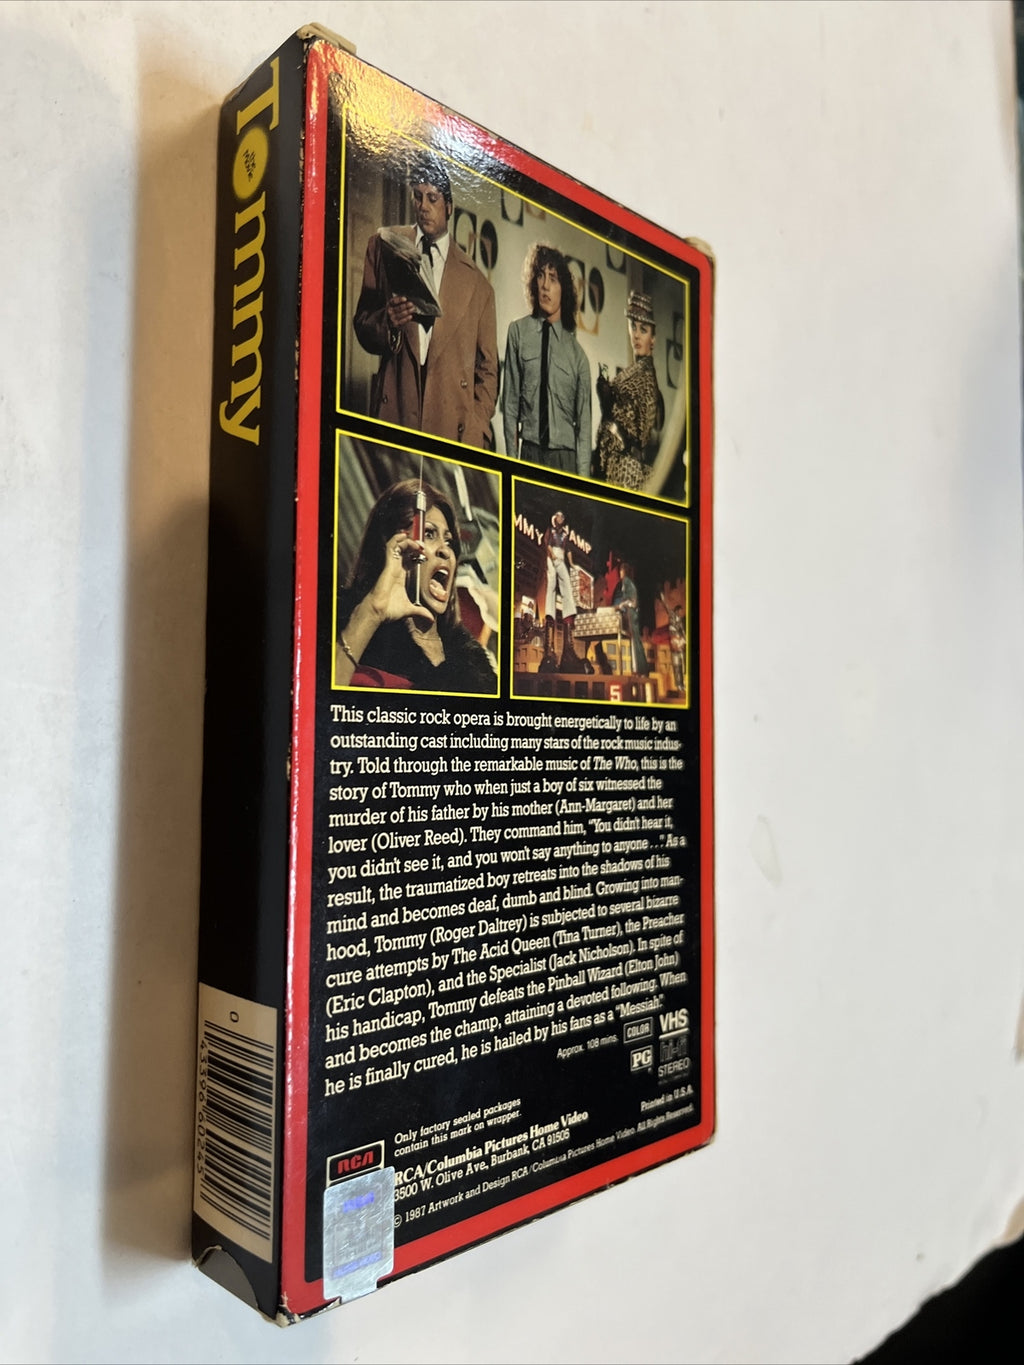 Tommy
MMY
AMP
5
This classic rock opera is brought energetically to life by an
outstanding cast including many stars of the rock music indus-
try. Told through the remarkable music of The Who, this is the
story of Tommy who when just a boy of six witnessed the
murder of his father by his mother (Ann-Margaret) and her
lover (Oliver Reed). They command him, "You didn't hear it,
you didn't see it, and you won't say anything to anyone . . ." As a
result, the traumatized boy retreats into the shadows of his
mind and becomes deaf, dumb and blind. Growing into man-
hood, Tommy (Roger Daltrey) is subjected to several bizarre
cure attempts by The Acid Queen (Tina Turner), the Preacher
(Eric Clapton), and the Specialist (Jack Nicholson). In spite of
his handicap, Tommy defeats the Pinball Wizard (Elton John)
and becomes the champ, attaining a devoted following. When
he is finally cured, he is hailed by his fans as a "Messiah."
Approx. 108 mins.
COLOR
VHS
PG
hi-fi
STEREO
Only factory sealed packages
contain this mark on wrapper.
Printed in U.S.A.
RCA
RCA/Columbia Pictures Home Video
3500 W. Olive Ave., Burbank, CA 91505
© 1987 Artwork and Design RCA/Columbia Pictures Home Video. All Rights Reserved.
0 43396 60245